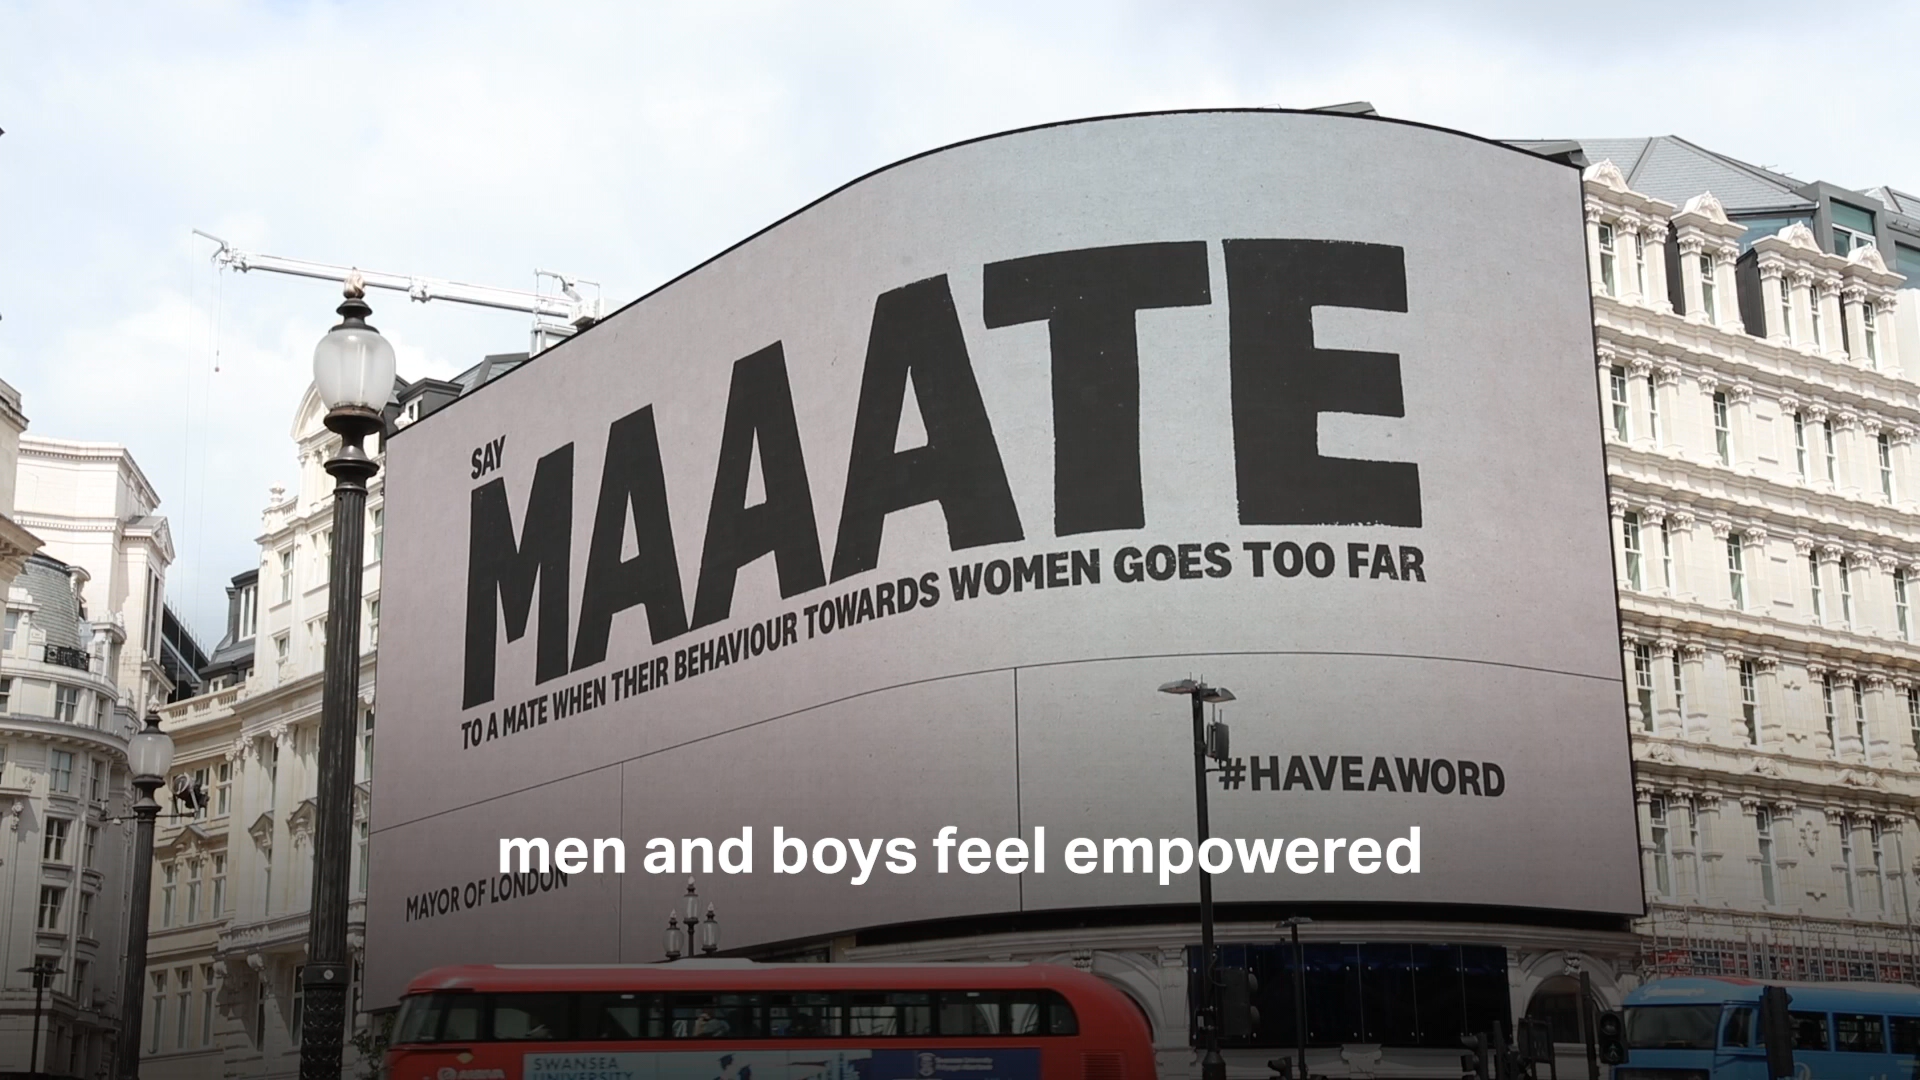 SAY
MAAATE
TO A MATE WHEN THEIR BEHAVIOUR TOWARDS WOMEN GOES TOO FAR
#HAVEAWORD
men and boys feel empowered
MAYOR OF LONDON
SWANSEA
UNIVERSITY